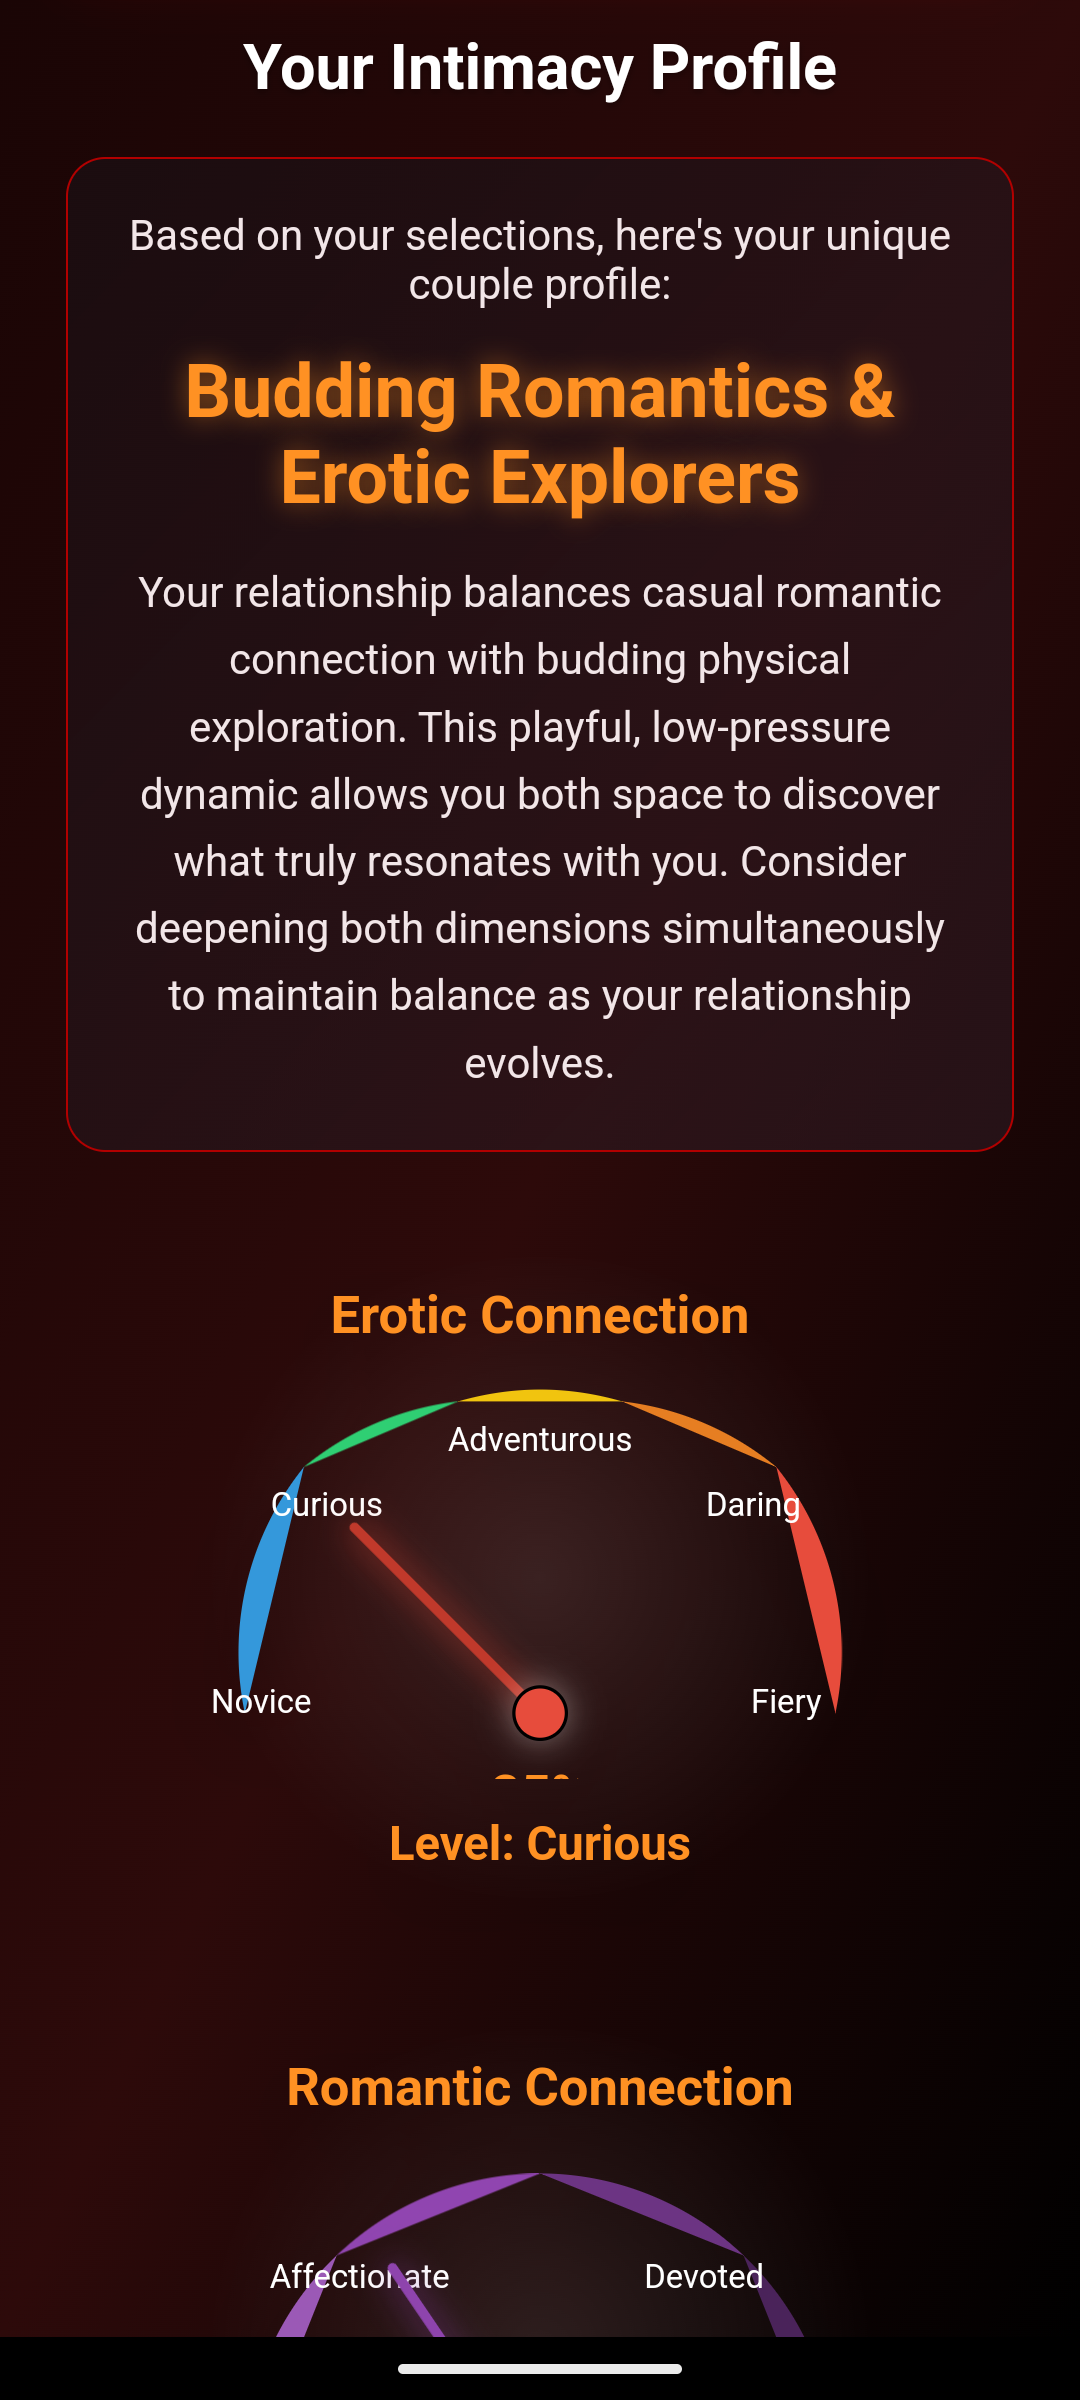 Your Intimacy Profile
Based on your selections, here's your unique
couple profile:
Budding Romantics &
Erotic Explorers
Your relationship balances casual romantic
connection with budding physical
exploration. This playful, low-pressure
dynamic allows you both space to discover
what truly resonates with you. Consider
deepening both dimensions simultaneously
to maintain balance as your relationship
evolves.
Erotic Connection
Adventurous
Curious
Daring
Novice
Fiery
Level: Curious
Romantic Connection
Affectionate
Devoted